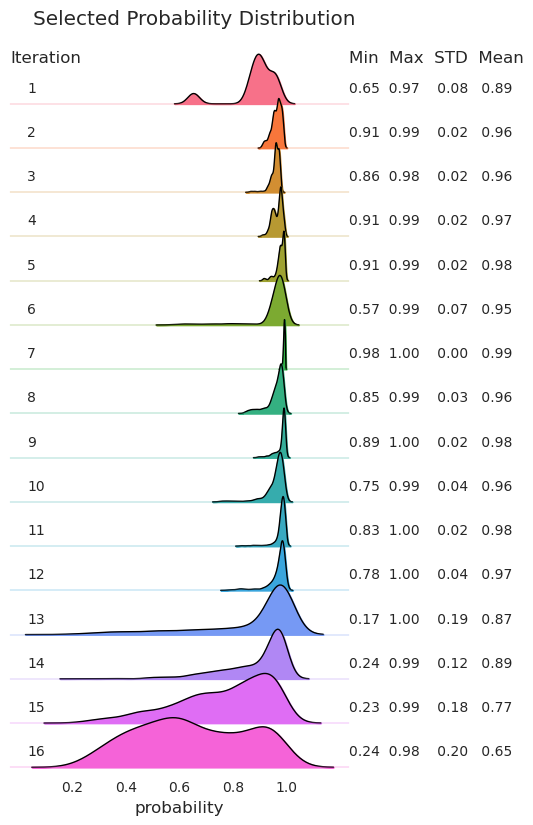 Selected Probability Distribution
Iteration Min Max STD Mean
1 0.65 0.97 0.08 0.89
2 0.91 0.99 0.02 0.96
3 0.86 0.98 0.02 0.96
4 0.91 0.99 0.02 0.97
5 0.91 0.99 0.02 0.98
6 0.57 0.99 0.07 0.95
7 0.98 1.00 0.00 0.99
8 0.85 0.99 0.03 0.96
9 0.89 1.00 0.02 0.98
10 0.75 0.99 0.04 0.96
11 0.83 1.00 0.02 0.98
12 0.78 1.00 0.04 0.97
13 0.17 1.00 0.19 0.87
14 0.24 0.99 0.12 0.89
15 0.23 0.99 0.18 0.77
16 0.24 0.98 0.20 0.65
0.2 0.4 0.6 0.8 1.0
probability